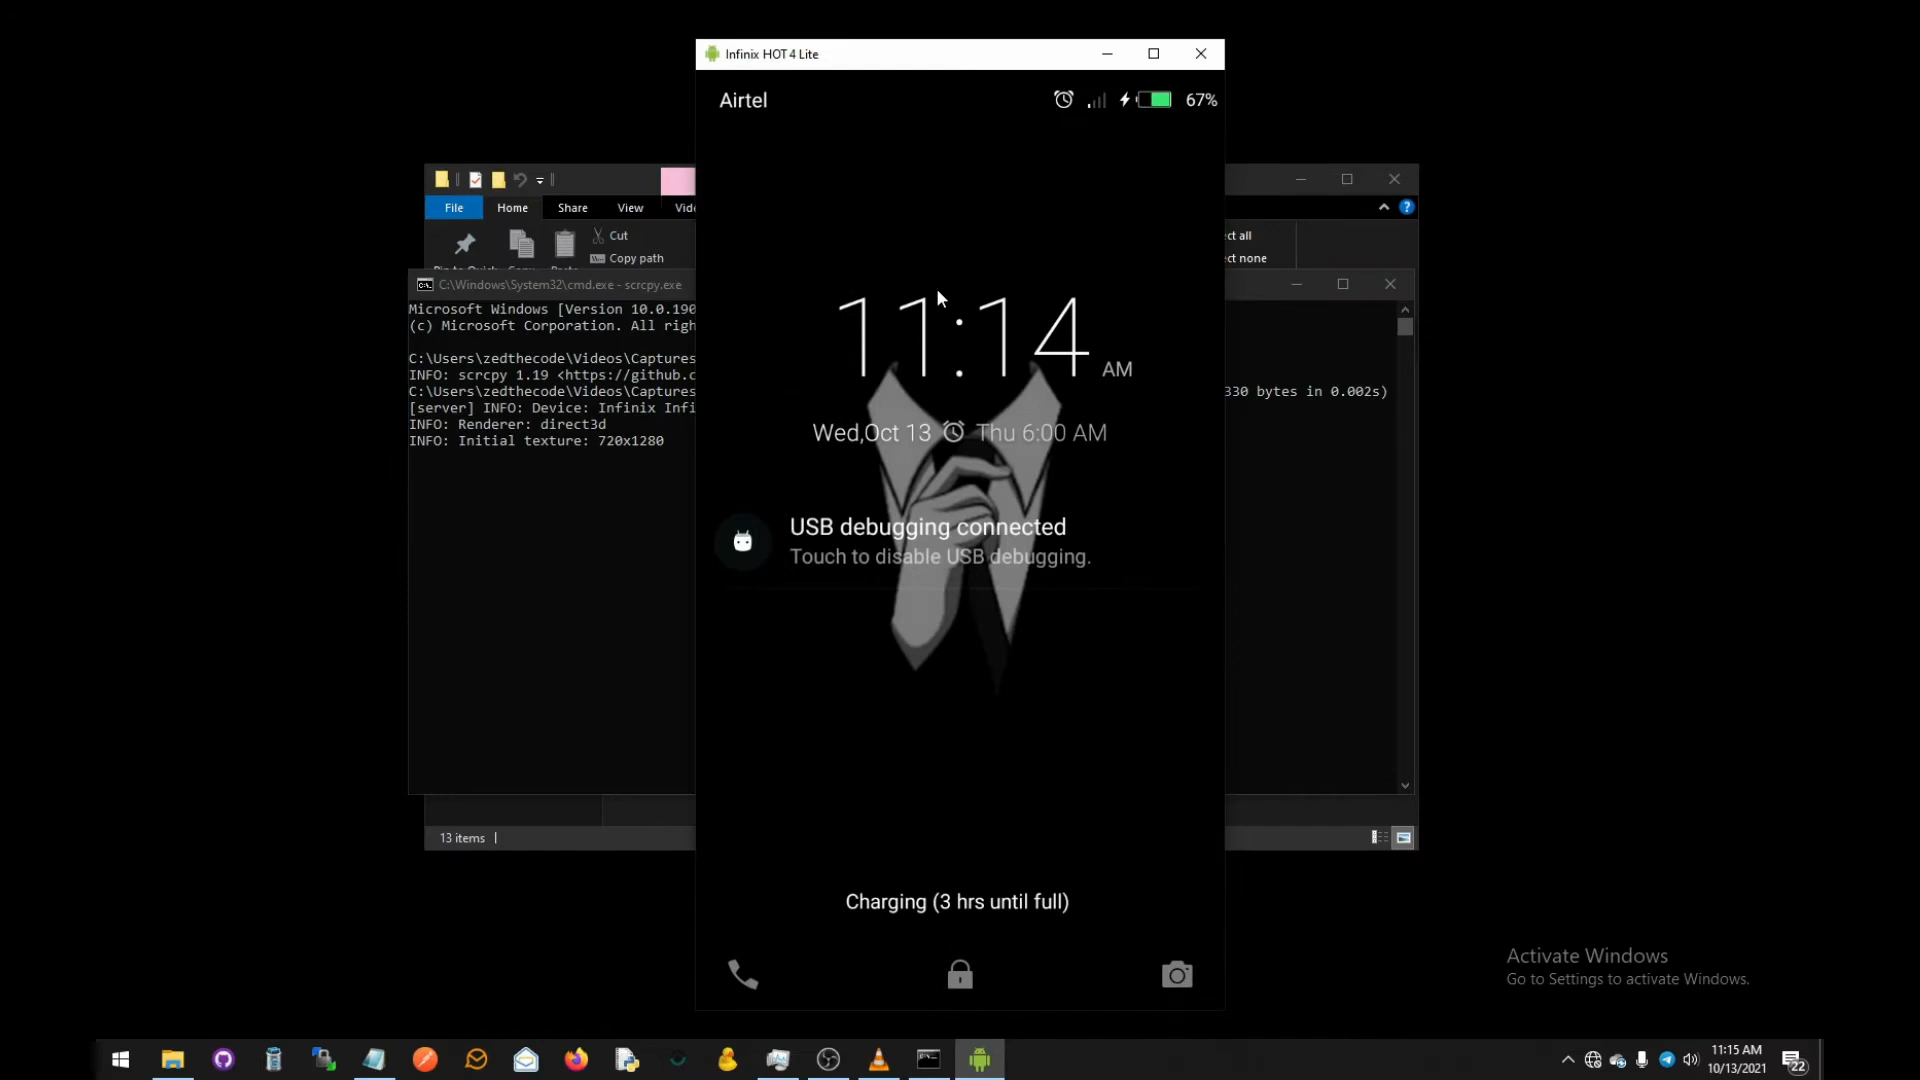 Infinix HOT 4 Lite
Airtel
67%
File
Home
Share
View
Cut
Copy path
ct all
ct none
C:\Windows\System32\cmd.exe - scrcpy.exe
Microsoft Windows [Version 10.0.190
(c) Microsoft Corporation. All righ
C:\Users\zedthecode\Videos\Captures
INFO: scrcpy 1.19 <https://github.c
C:\Users\zedthecode\Videos\Captures
330 bytes in 0.002s)
[server] INFO: Device: Infinix Infi
INFO: Renderer: direct3d
INFO: Initial texture: 720x1280
11:14 AM
Wed,Oct 13 Thu 6:00 AM
USB debugging connected
Touch to disable USB debugging.
13 items
Charging (3 hrs until full)
Activate Windows
Go to Settings to activate Windows.
11:15 AM
10/13/2021
22